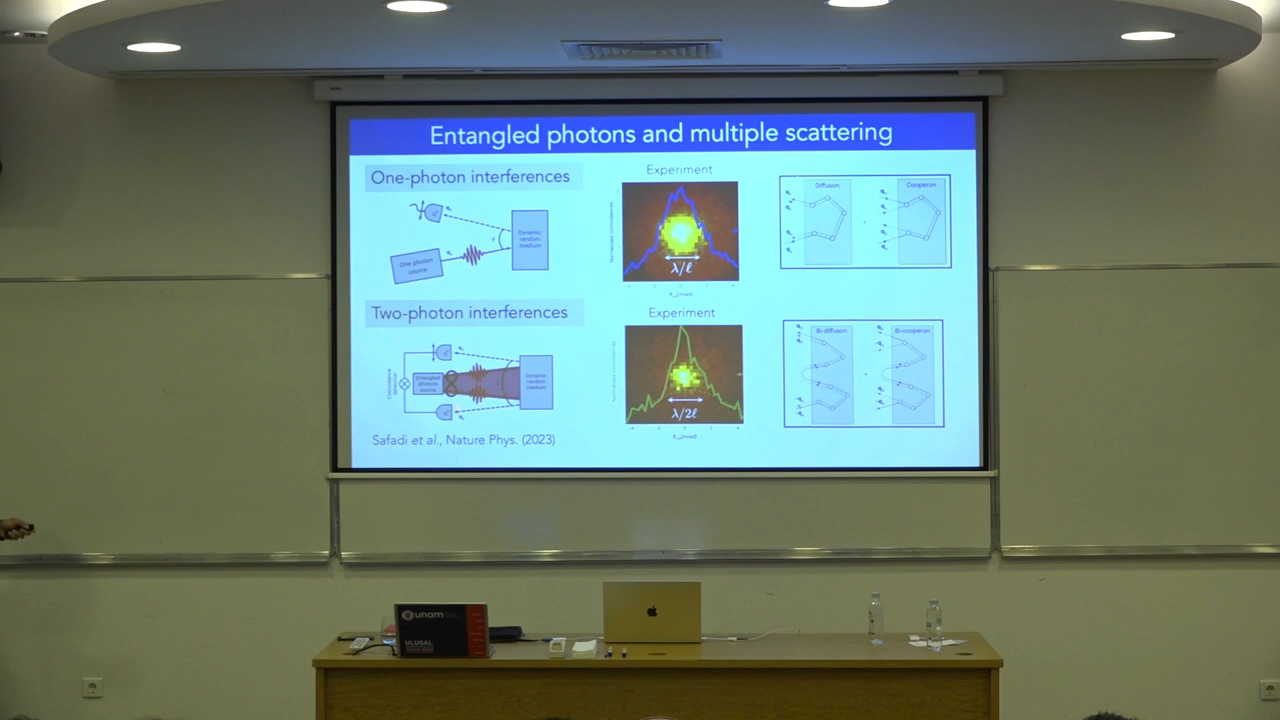 Entangled photons and multiple scattering
One-photon interferences
Experiment
Diffuson
Cooperon
Dynamic
random
medium
One photon
source
λ/ℓ
Two-photon interferences
Experiment
Bi-diffuson
Bi-cooperon
Entangled
photons
source
Dynamic
random
medium
λ/2ℓ
Safadi et al., Nature Phys. (2023)
unam
ULUSAL